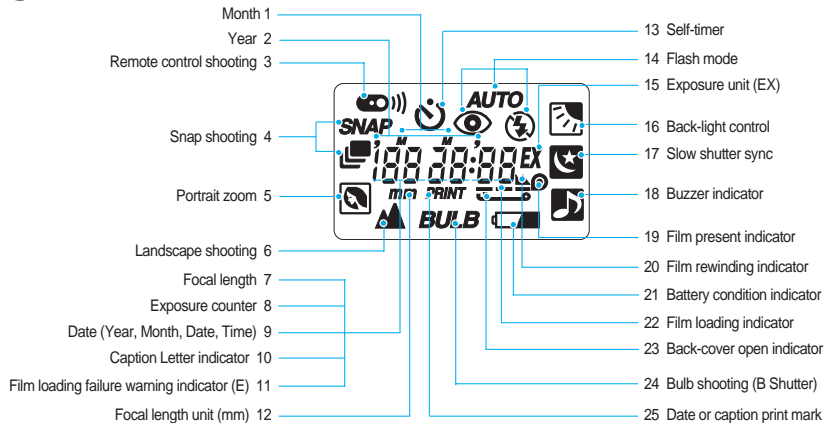 Month 1
Year 2
Remote control shooting 3
Snap shooting 4
Portrait zoom 5
Landscape shooting 6
Focal length 7
Exposure counter 8
Date (Year, Month, Date, Time) 9
Caption Letter indicator 10
Film loading failure warning indicator (E) 11
Focal length unit (mm) 12
AUTO
SNAP
M M
188 38:88 EX
mm PRINT
BULB
13 Self-timer
14 Flash mode
15 Exposure unit (EX)
16 Back-light control
17 Slow shutter sync
18 Buzzer indicator
19 Film present indicator
20 Film rewinding indicator
21 Battery condition indicator
22 Film loading indicator
23 Back-cover open indicator
24 Bulb shooting (B Shutter)
25 Date or caption print mark